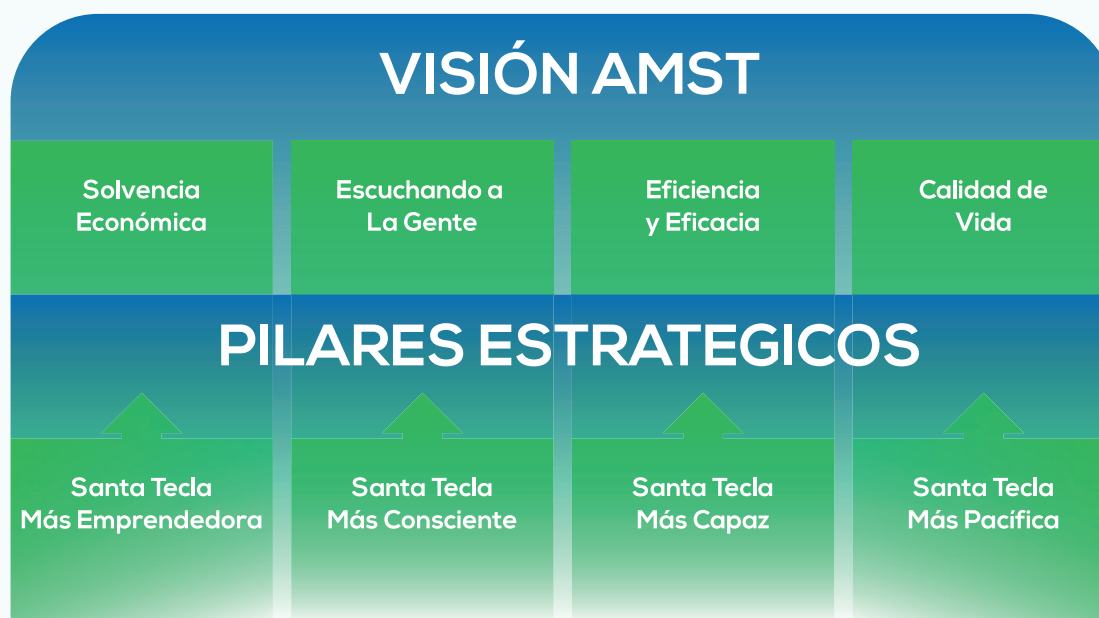 VISIÓN AMST
Solvencia
Económica
Escuchando a
La Gente
Eficiencia
y Eficacia
Calidad de
Vida
PILARES ESTRATEGICOS
Santa Tecla
Más Emprendedora
Santa Tecla
Más Consciente
Santa Tecla
Más Capaz
Santa Tecla
Más Pacífica